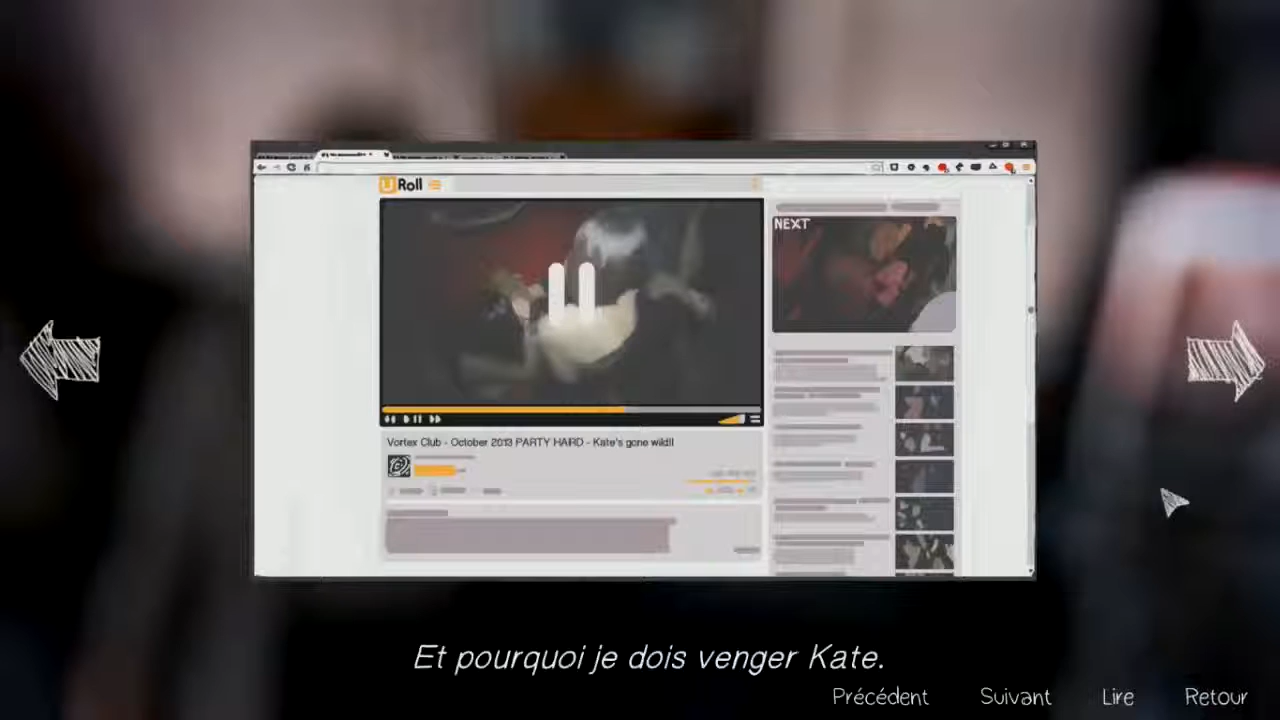 URoll
NEXT
Vortex Club - October 2013 PARTY HARD - Kate's gone wild!!
Et pourquoi je dois venger Kate.
Précédent Suivant Lire Retour